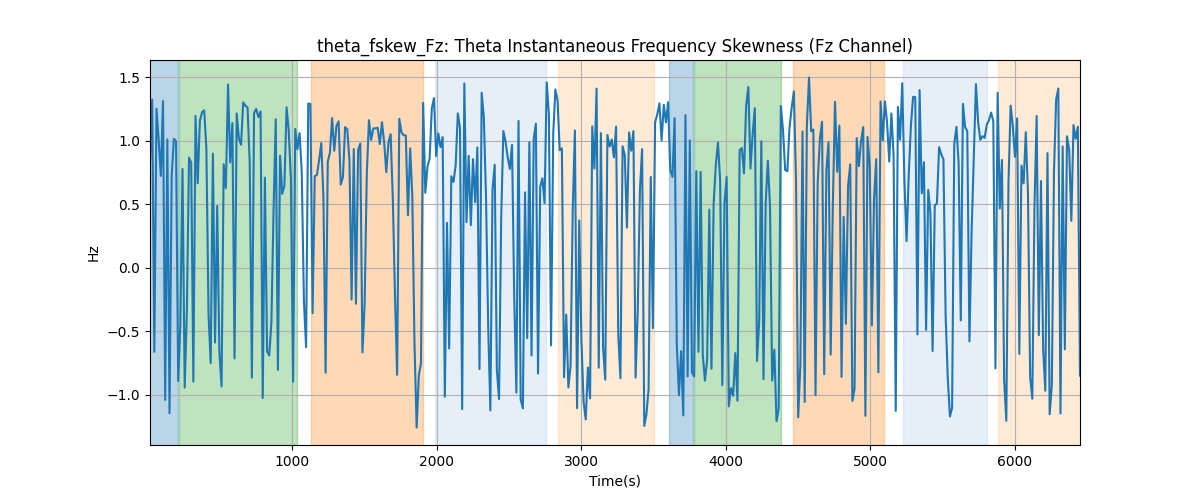 theta_fskew_Fz: Theta Instantaneous Frequency Skewness (Fz Channel)
1.5
1.0
0.5
0.0
−0.5
−1.0
Hz
1000 2000 3000 4000 5000 6000
Time(s)